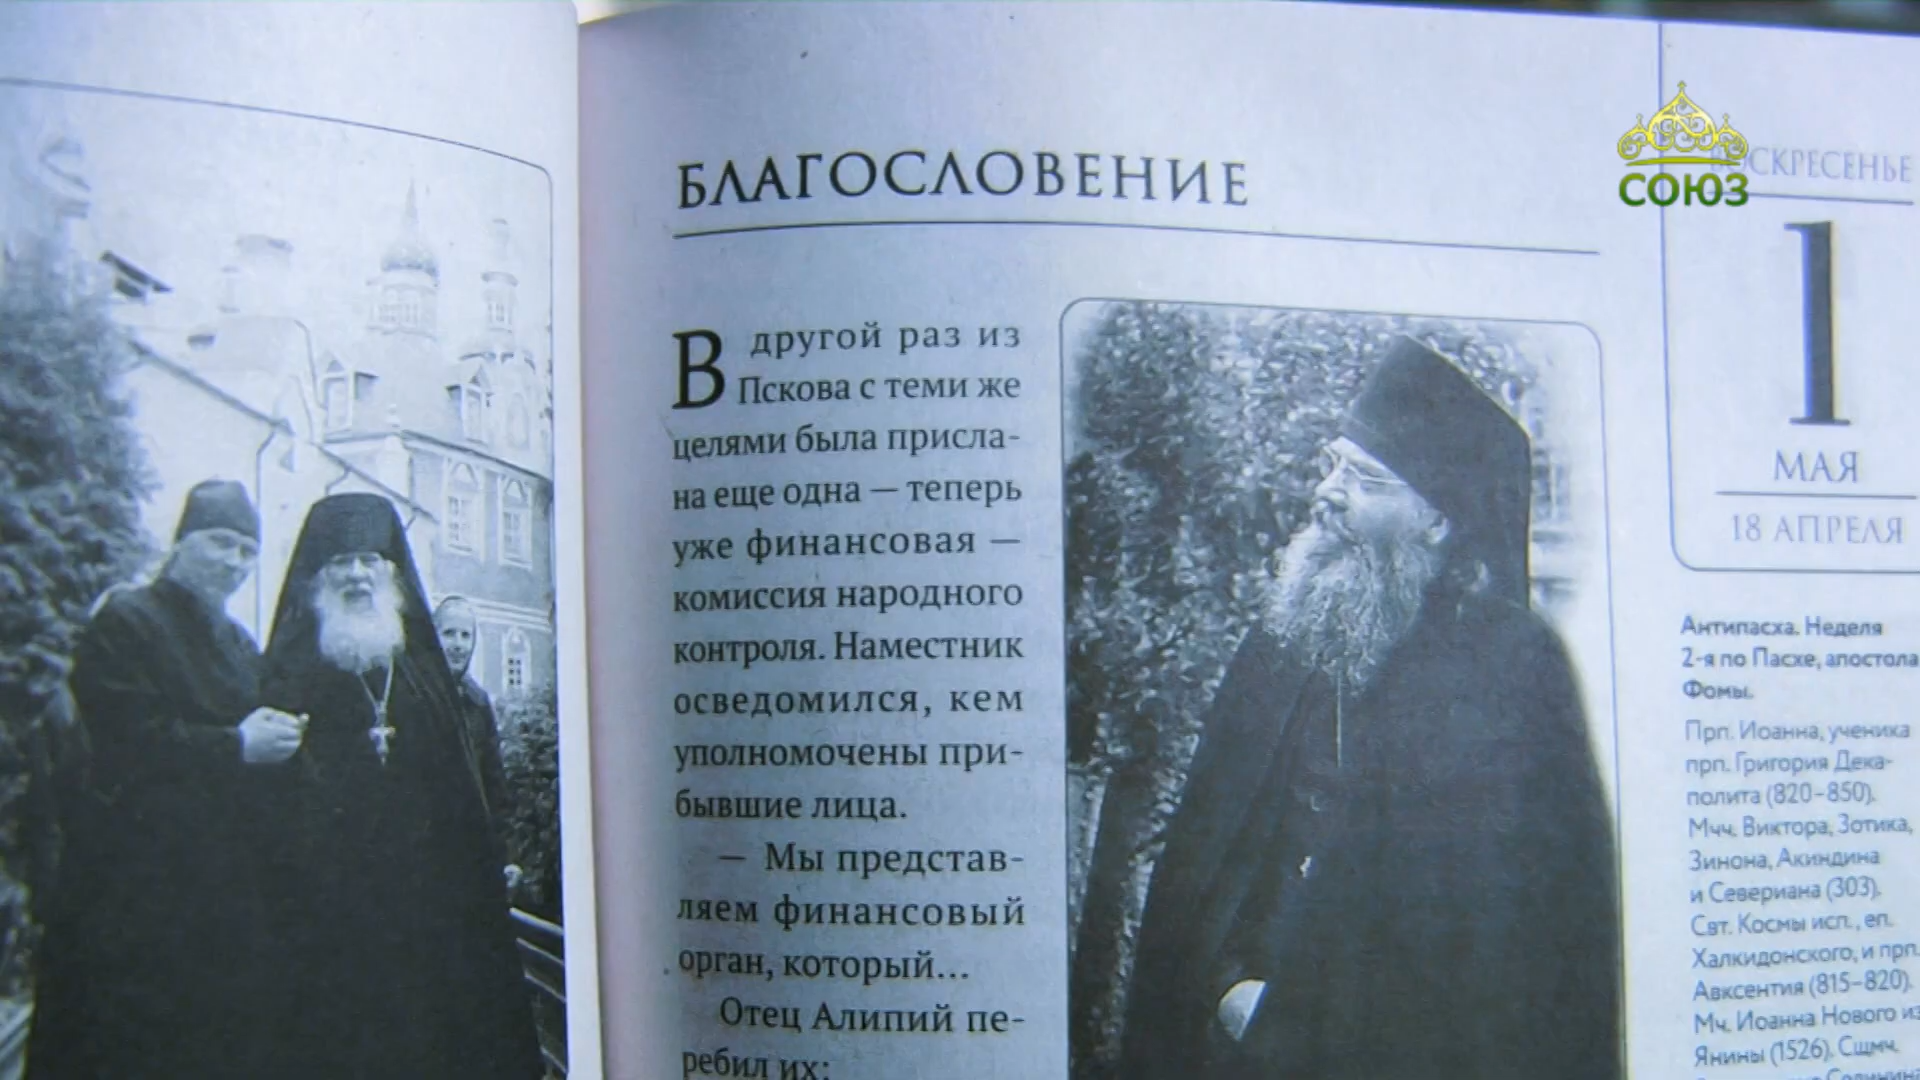 БЛАГОСЛОВЕНИЕ
В другой раз из
Пскова с теми же
целями была присла-
на еще одна — теперь
уже финансовая —
комиссия народного
контроля. Наместник
осведомился, кем
уполномочены при-
бывшие лица.
— Мы представ-
ляем финансовый
орган, который...
Отец Алипий пе-
ребил их:
СОЮЗ
ВОСКРЕСЕНЬЕ
1
МАЯ
18 АПРЕЛЯ
Антипасха. Неделя
2-я по Пасхе, апостола
Фомы.
Прп. Иоанна, ученика
прп. Григория Дека-
полита (820–850).
Мчч. Виктора, Зотика,
Зинона, Акиндина
и Севериана (303).
Свт. Космы исп., еп.
Халкидонского, и прп.
Авксентия (815–820).
Мч. Иоанна Нового из
Янины (1526). Сщмч.